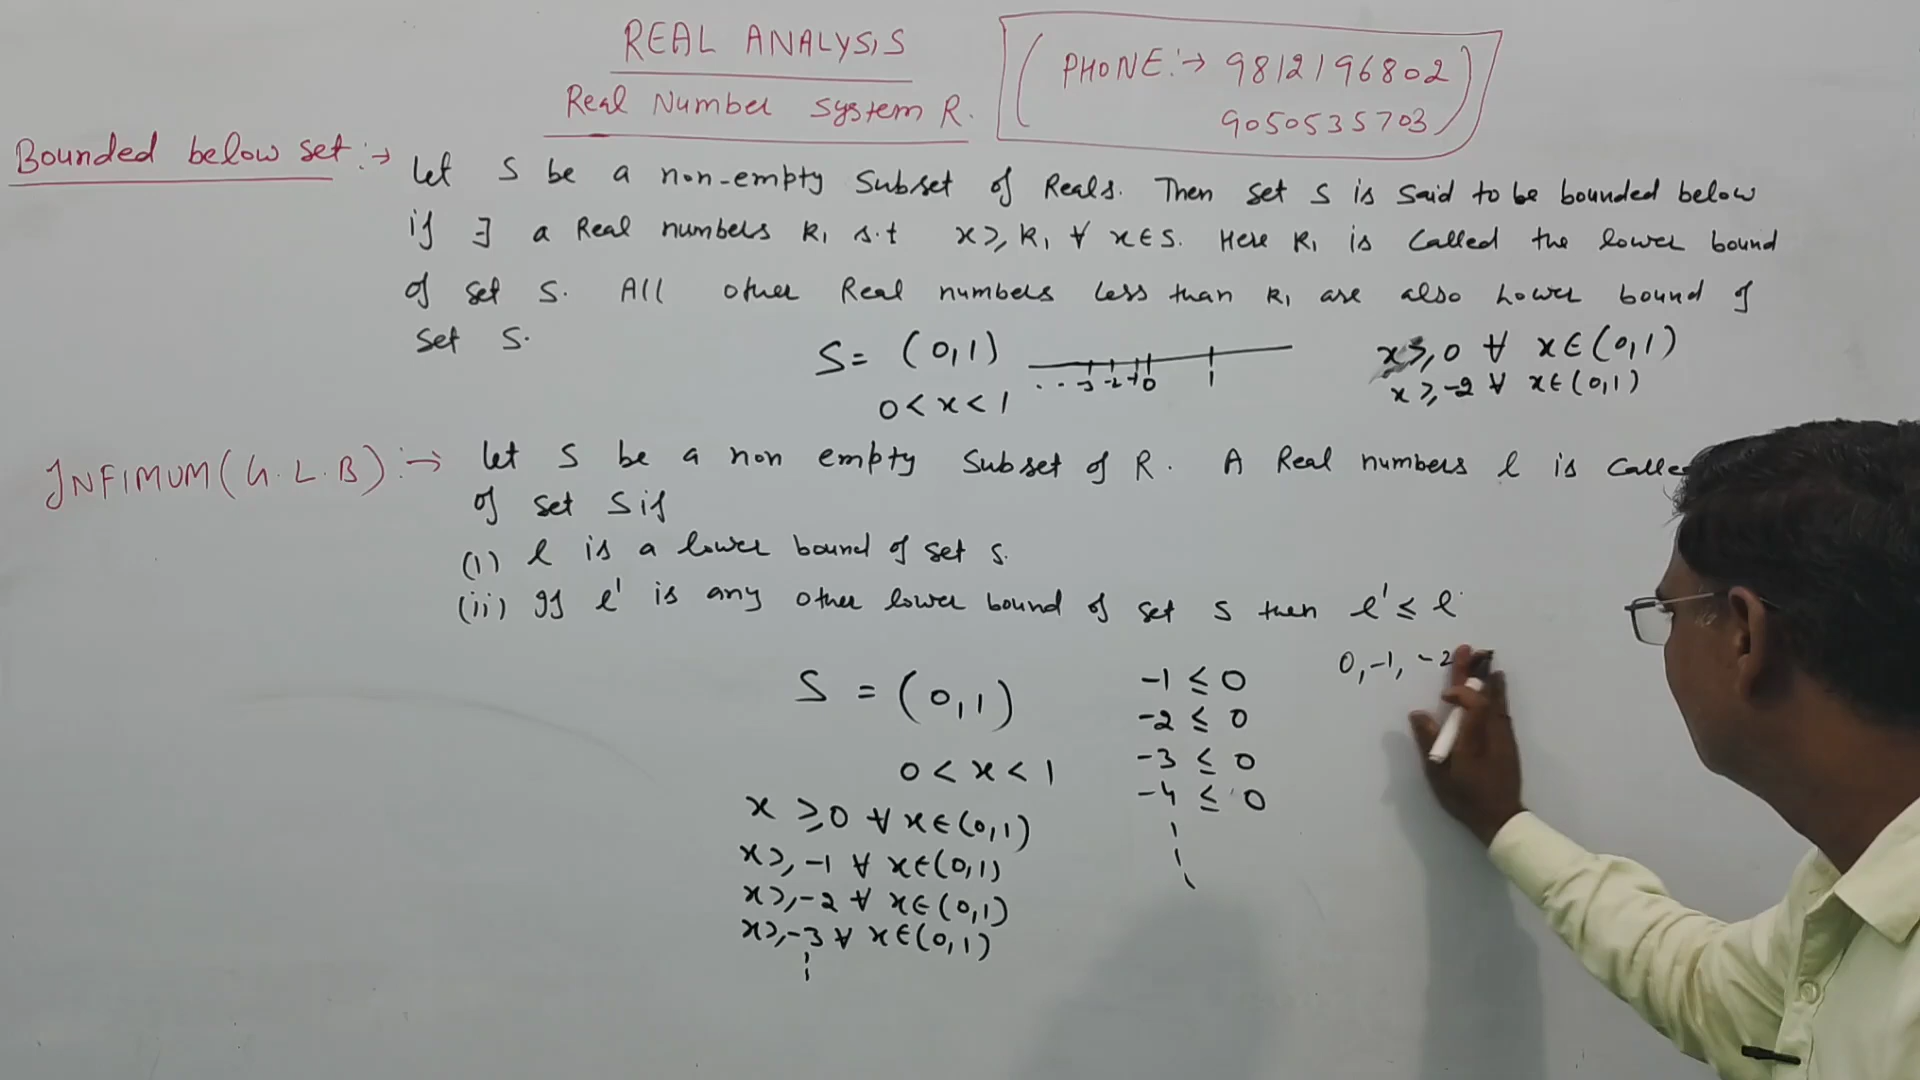 REAL ANALYSIS
Real Number System R.
(PHONE:→ 9812196802
9050535703)
Bounded below set:→ Let S be a non-empty Subset of Reals. Then set S is said to be bounded below
if ∃ a Real numbers k₁ s.t x≥k₁ ∀ x∈S. Here k₁ is called the lower bound
of set S. All other Real numbers less than k₁ are also Lower bound of
set S.
S= (0,1)
0<x<1
.. -3 -2 -1 0 1
x≥0 ∀ x∈(0,1)
x≥-2 ∀ x∈(0,1)
INFIMUM(G.L.B):→ Let S be a non empty Subset of R. A Real numbers l is
of set S if
(i) l is a lower bound of set S.
(ii) If l' is any other lower bound of set S then l' ≤ l.
S = (0,1)
0<x<1
x ≥0 ∀ x∈(0,1)
x≥-1 ∀ x∈(0,1)
x≥-2 ∀ x∈(0,1)
x≥-3 ∀ x∈(0,1)
-1 ≤ 0
-2 ≤ 0
-3 ≤ 0
-4 ≤ 0
0,-1,-2